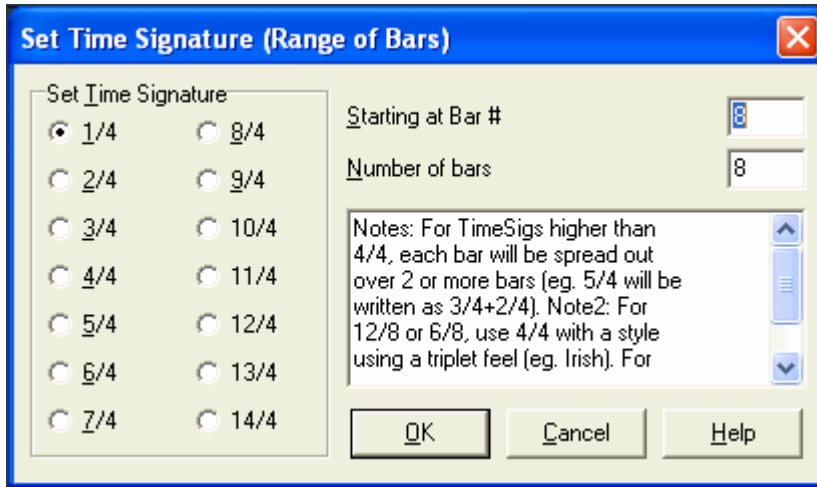 Set Time Signature (Range of Bars)
Set Time Signature
1/4 8/4
2/4 9/4
3/4 10/4
4/4 11/4
5/4 12/4
6/4 13/4
7/4 14/4
Starting at Bar # 8
Number of bars 8
Notes: For TimeSigs higher than
4/4, each bar will be spread out
over 2 or more bars (eg. 5/4 will be
written as 3/4+2/4). Note2: For
12/8 or 6/8, use 4/4 with a style
using a triplet feel (eg. Irish). For
OK Cancel Help